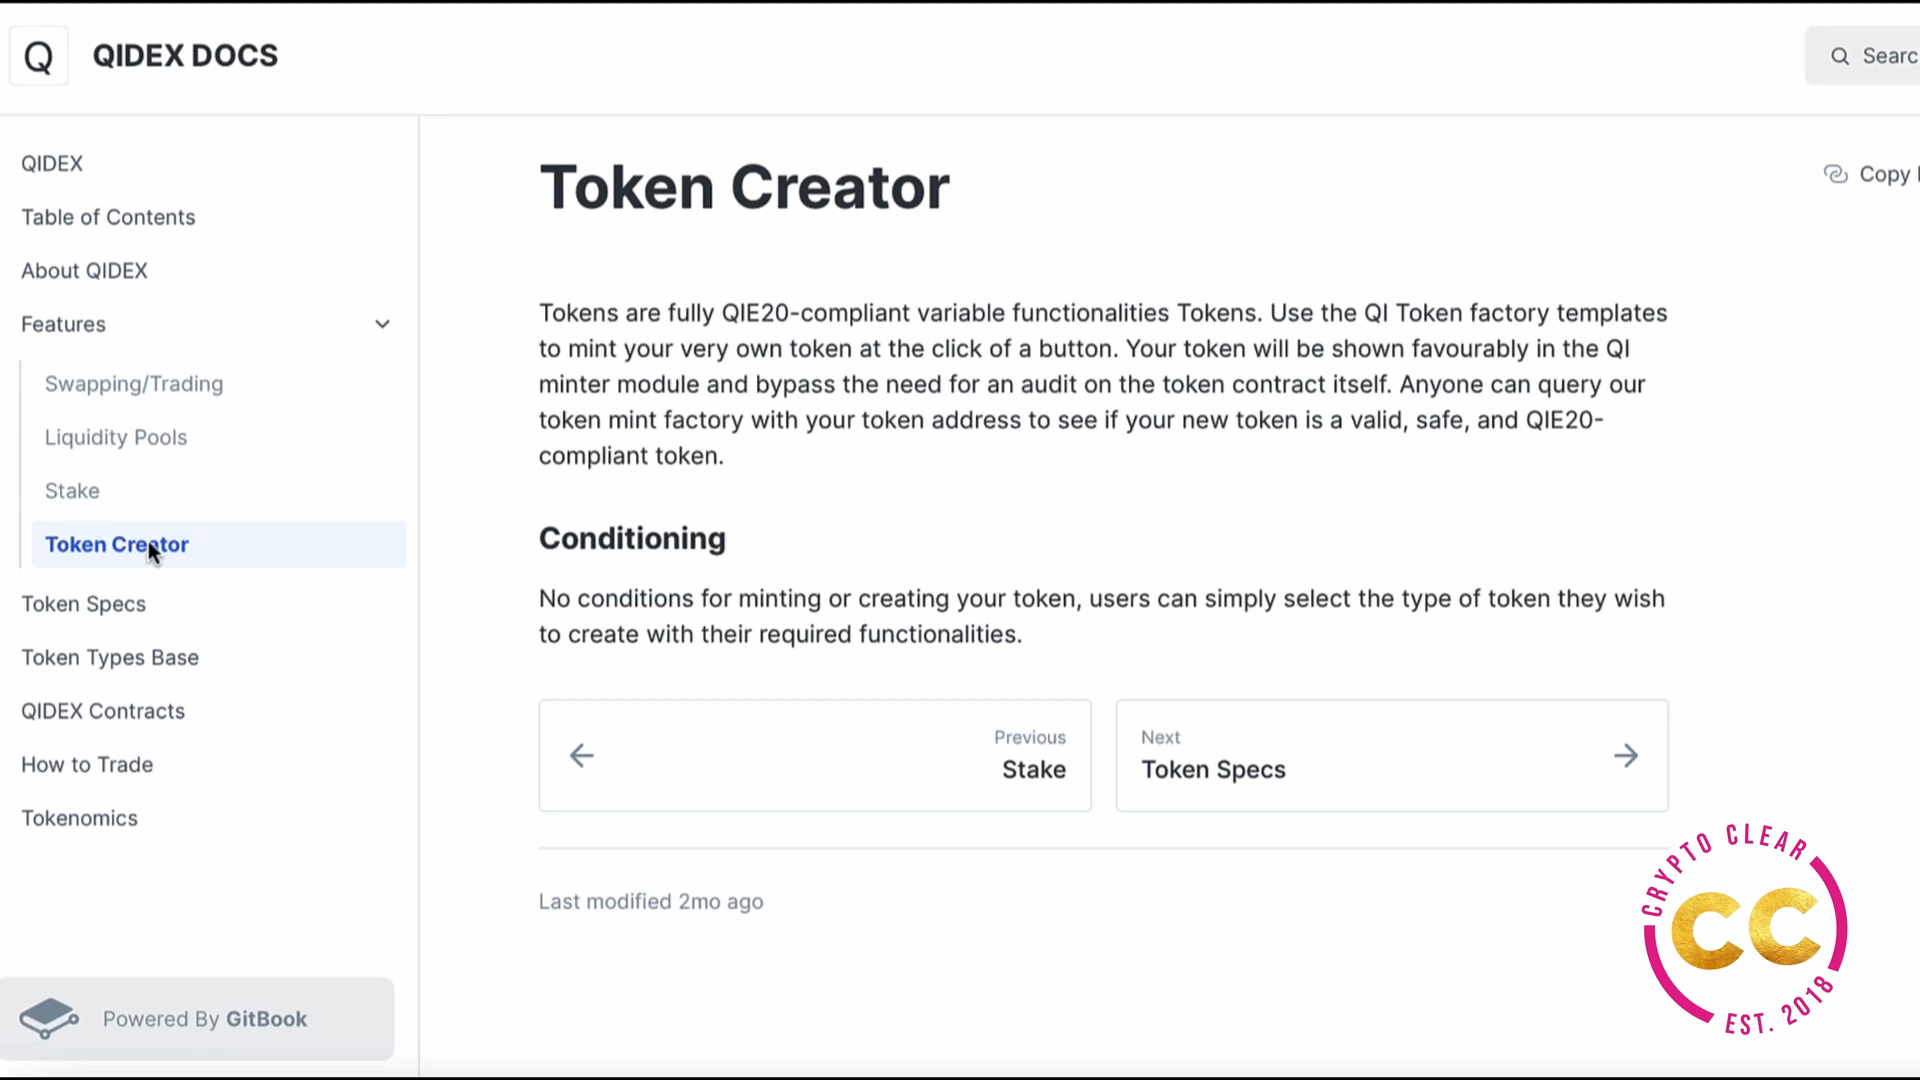 Q
QIDEX DOCS
Searc
QIDEX
Table of Contents
About QIDEX
Features
Swapping/Trading
Liquidity Pools
Stake
Token Creator
Token Specs
Token Types Base
QIDEX Contracts
How to Trade
Tokenomics
Powered By GitBook
Token Creator
Copy l
Tokens are fully QIE20-compliant variable functionalities Tokens. Use the QI Token factory templates
to mint your very own token at the click of a button. Your token will be shown favourably in the QI
minter module and bypass the need for an audit on the token contract itself. Anyone can query our
token mint factory with your token address to see if your new token is a valid, safe, and QIE20-
compliant token.
Conditioning
No conditions for minting or creating your token, users can simply select the type of token they wish
to create with their required functionalities.
Previous
Stake
Next
Token Specs
Last modified 2mo ago
CRYPTO CLEAR
CC
EST. 2018